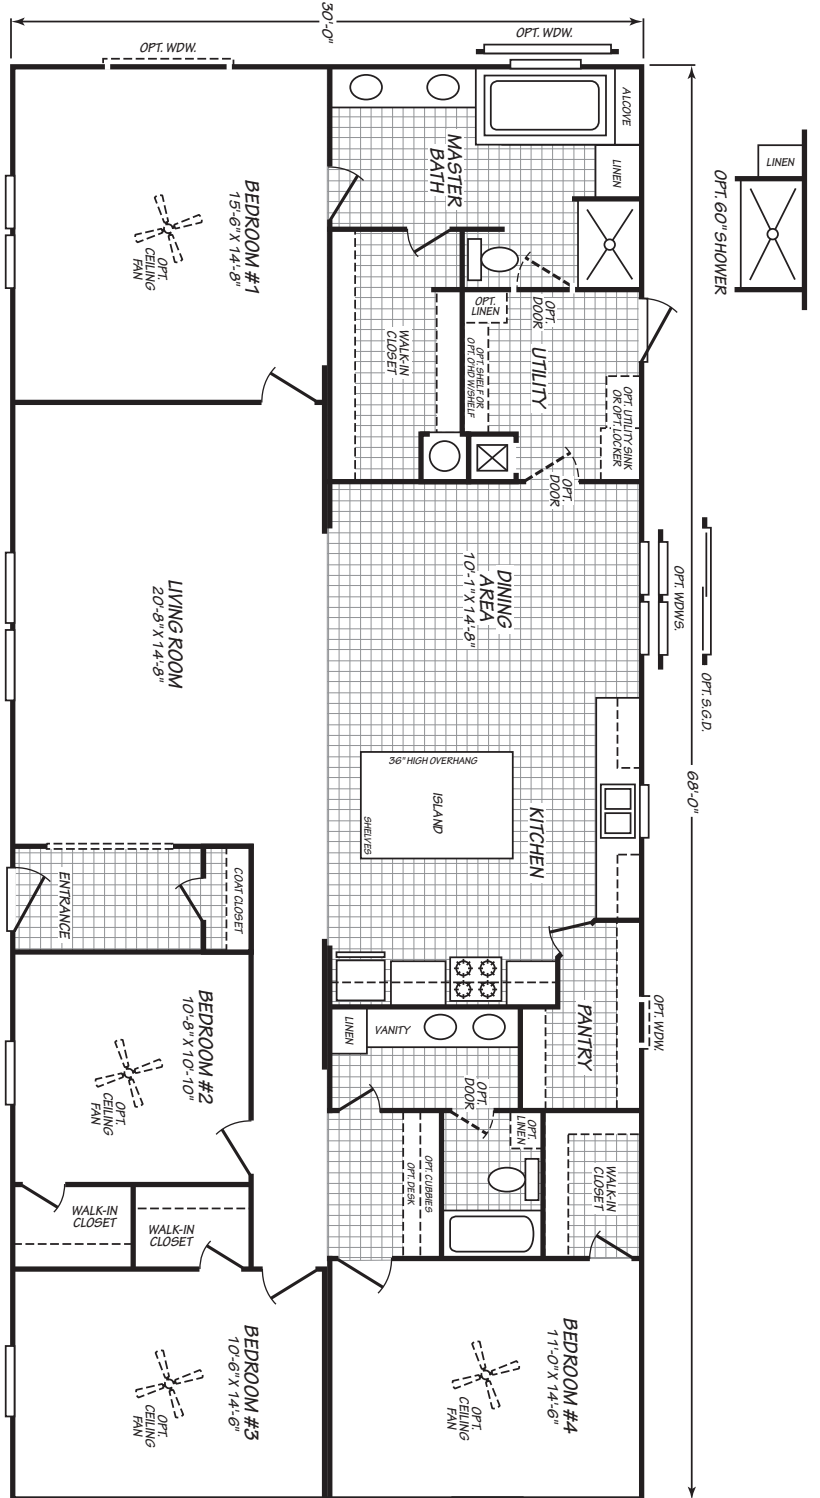 30'-0"
OPT. WDW.
OPT. WDW.
ALCOVE
LINEN
LINEN
OPT. 60" SHOWER
MASTER
BATH
BEDROOM #1
15'-6" X 14'-8"
OPT.
CEILING
FAN
WALK-IN
CLOSET
OPT.
LINEN
OPT.
DOOR
UTILITY
OPT. SHELF OR
OPT. O'HD W/SHELF
OPT. UTILITY SINK
OR OPT. LOCKER
OPT.
DOOR
DINING
AREA
10'-1" X 14'-8"
OPT. WDWS.
OPT. S.G.D.
LIVING ROOM
20'-8" X 14'-8"
68'-0"
36" HIGH OVERHANG
ISLAND
SHELVES
KITCHEN
COAT CLOSET
ENTRANCE
PANTRY
OPT. WDW.
LINEN
VANITY
BEDROOM #2
10'-8" X 10'-10"
OPT.
CEILING
FAN
OPT.
DOOR
OPT.
LINEN
OPT. CUBBIES
OPT. DESK
WALK-IN
CLOSET
WALK-IN
CLOSET
WALK-IN
CLOSET
BEDROOM #3
10'-6" X 14'-6"
OPT.
CEILING
FAN
BEDROOM #4
11'-0" X 14'-6"
OPT.
CEILING
FAN